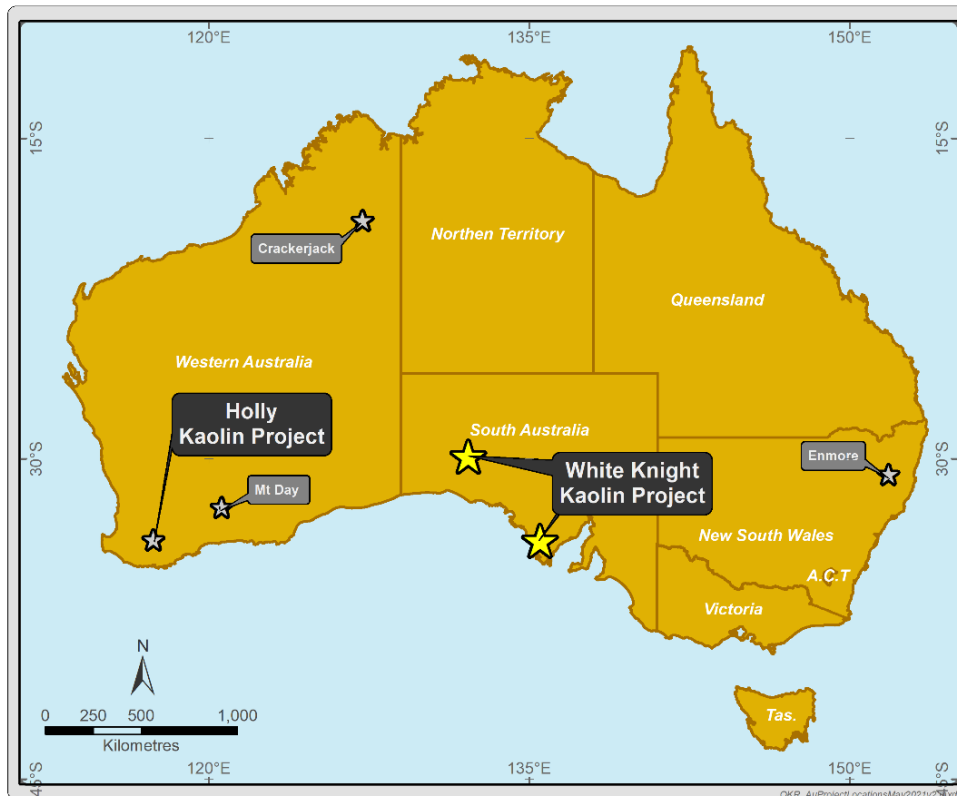 120°E
135°E
150°E
15°S
15°S
Crackerjack
Northen Territory
Queensland
Western Australia
Holly
Kaolin Project
South Australia
30°S
30°S
White Knight
Kaolin Project
Enmore
Mt Day
New South Wales
A.C.T
Victoria
N
Tas.
0 250 500 1,000
Kilometres
45°S
45°S
120°E
135°E
150°E